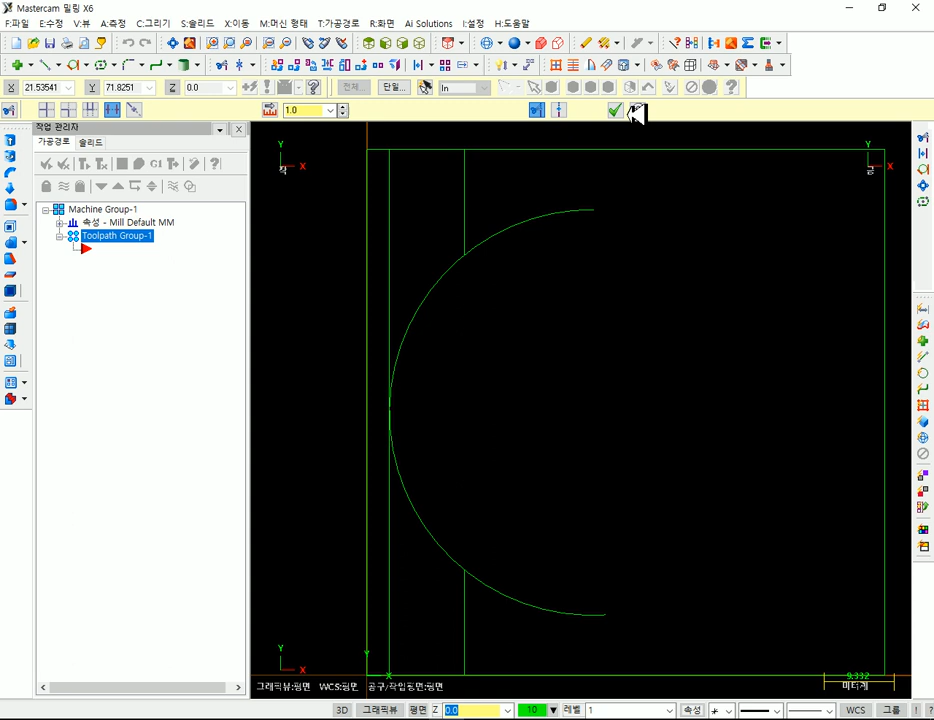 Mastercam 밀링 X6
F:파일 E:수정 V:뷰 A:측정 C:그리기 S:솔리드 X:이동 M:머신 형태 T:가공경로 R:화면 Ai Solutions I:설정 H:도움말
X 21.53541 Y 71.8251 Z 0.0 전체... 단일... In
1.0
작업 관리자
가공경로 솔리드
G1
Machine Group-1
속성 - Mill Default MM
Toolpath Group-1
Y X
Y X
Y X
Y
X
9.332
그래픽뷰:평면 WCS:평면 공구/작업평면:평면
미터계
3D 그래픽뷰 평면 Z 0.0 10 레벨 1 속성 WCS 그룹 ! ?